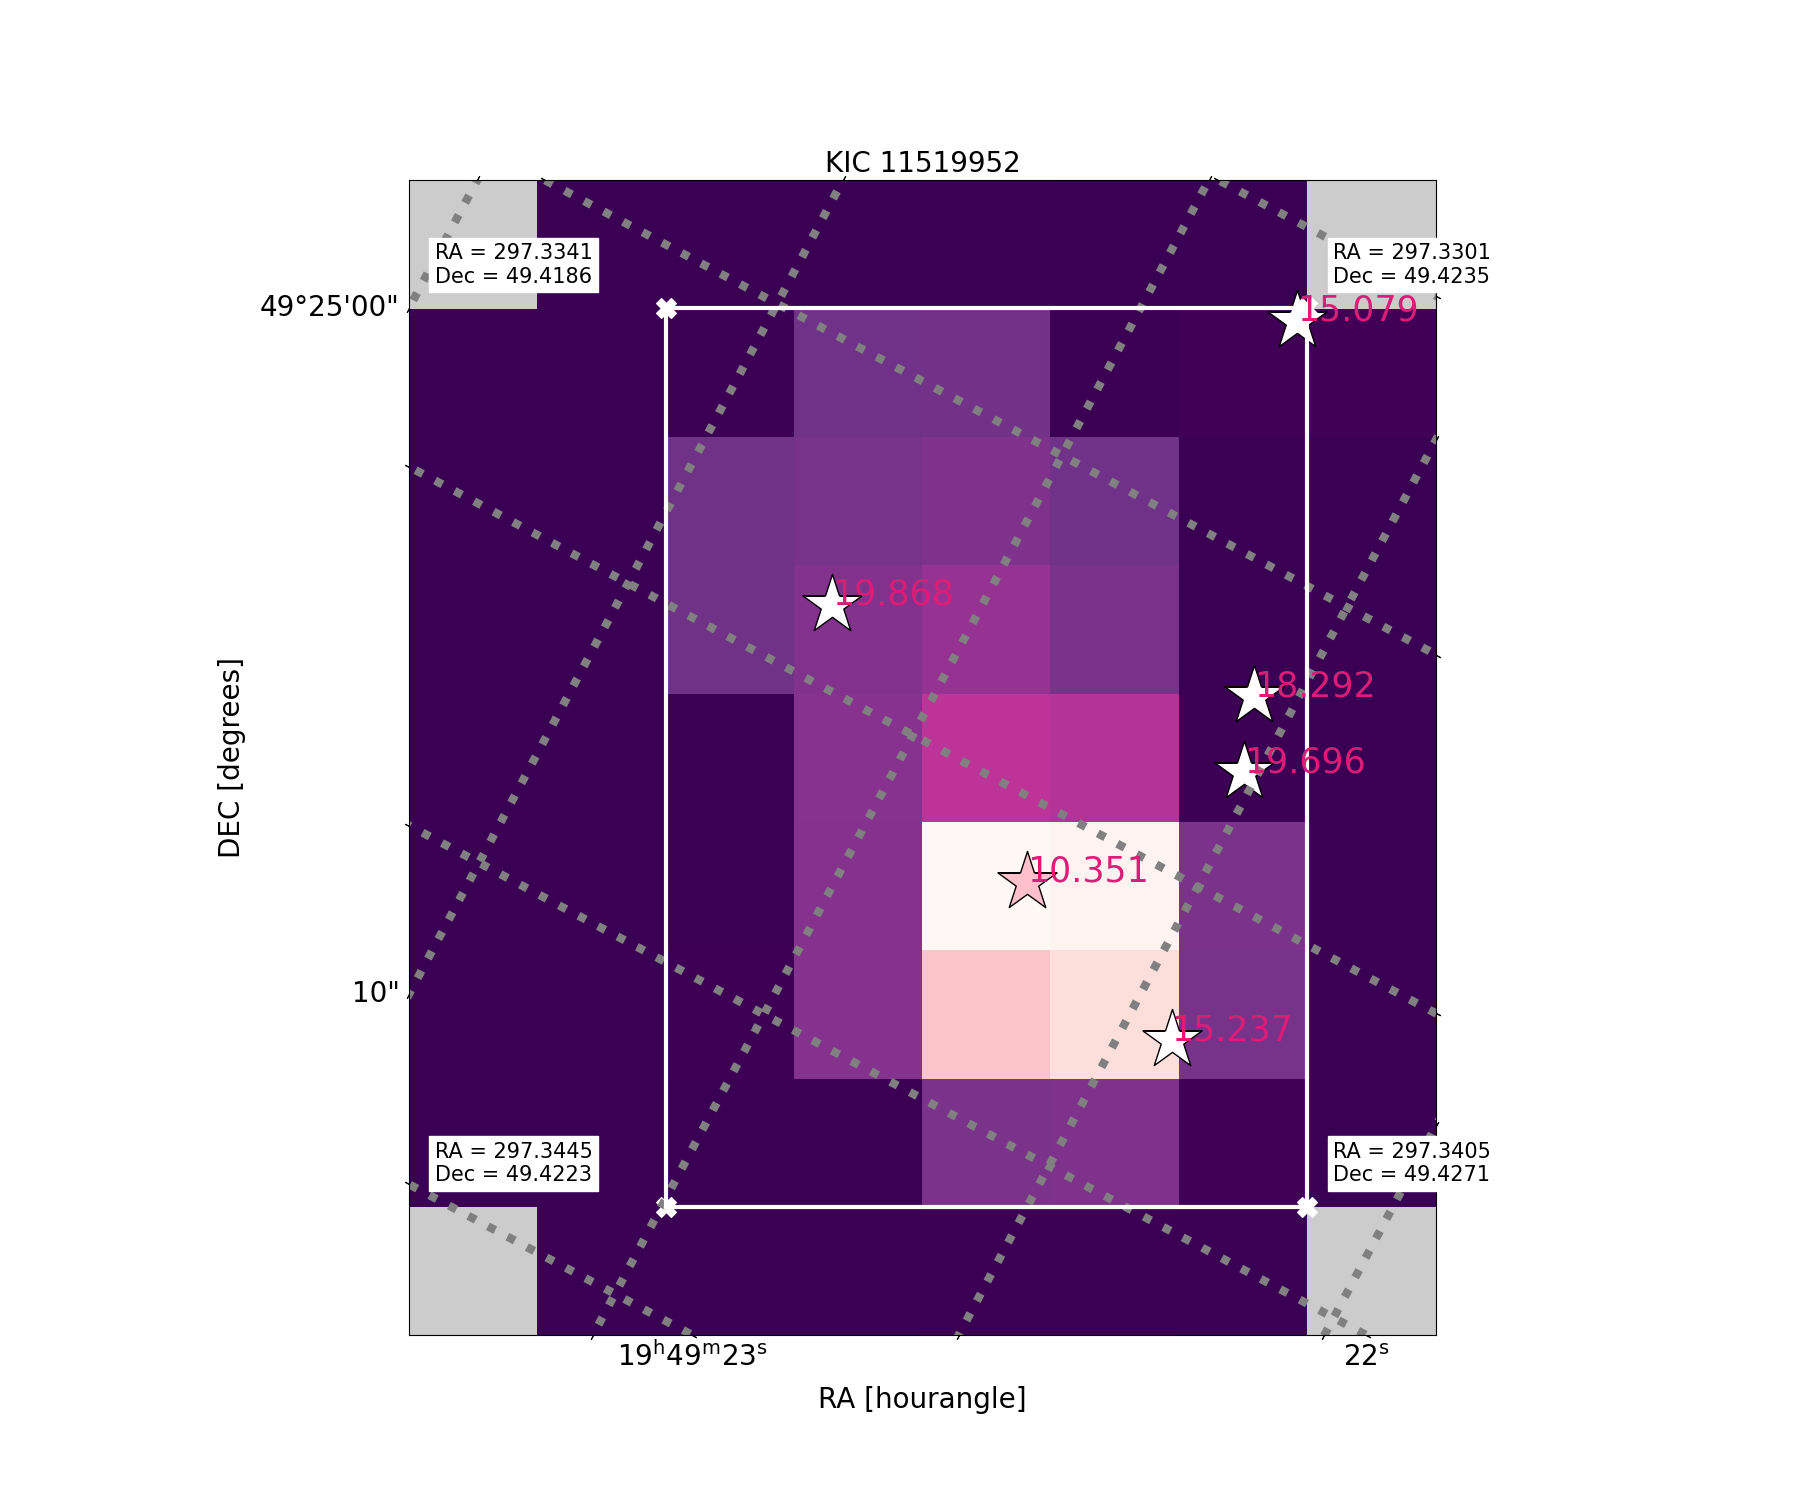 KIC 11519952
RA = 297.3341
Dec = 49.4186
RA = 297.3301
Dec = 49.4235
49°25'00"
15.079
19.868
18.292
19.696
DEC [degrees]
10.351
10"
15.237
RA = 297.3445
Dec = 49.4223
RA = 297.3405
Dec = 49.4271
19h49m23s
22s
RA [hourangle]